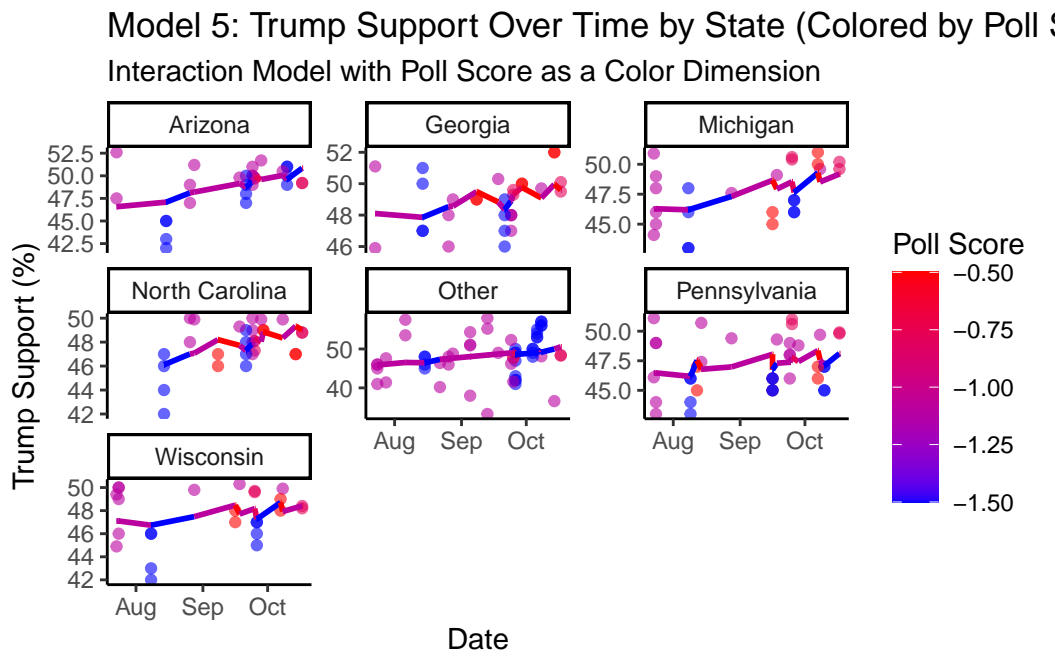 Model 5: Trump Support Over Time by State (Colored by Poll S
Interaction Model with Poll Score as a Color Dimension
Arizona
Georgia
Michigan
52.5
50.0
47.5
45.0
42.5
52
50
48
46
50.0
47.5
45.0
North Carolina
Other
Pennsylvania
50
48
46
44
42
50
40
50.0
47.5
45.0
Aug Sep Oct
Aug Sep Oct
Wisconsin
50
48
46
44
42
Aug Sep Oct
Trump Support (%)
Date
Poll Score
−0.50
−0.75
−1.00
−1.25
−1.50